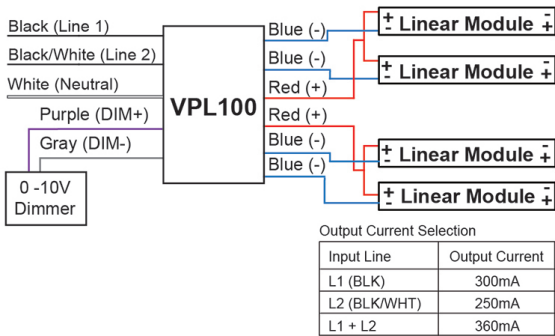 Black (Line 1)
Black/White (Line 2)
White (Neutral)
Purple (DIM+)
Gray (DIM-)
0 -10V
Dimmer
VPL100
Blue (-)
Blue (-)
Red (+)
Red (+)
Blue (-)
Blue (-)
+ - Linear Module - +
+ - Linear Module - +
+ - Linear Module - +
+ - Linear Module - +
Output Current Selection
Input Line Output Current
L1 (BLK) 300mA
L2 (BLK/WHT) 250mA
L1 + L2 360mA